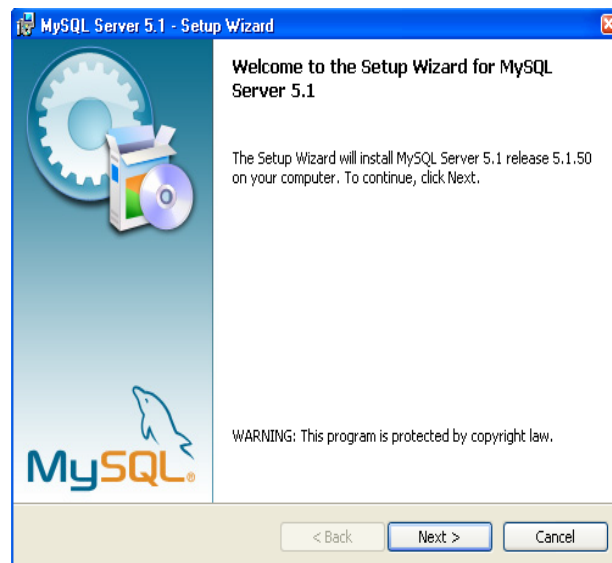 MySQL Server 5.1 - Setup Wizard
Welcome to the Setup Wizard for MySQL
Server 5.1
The Setup Wizard will install MySQL Server 5.1 release 5.1.50
on your computer. To continue, click Next.
WARNING: This program is protected by copyright law.
MySQL®
< Back
Next >
Cancel